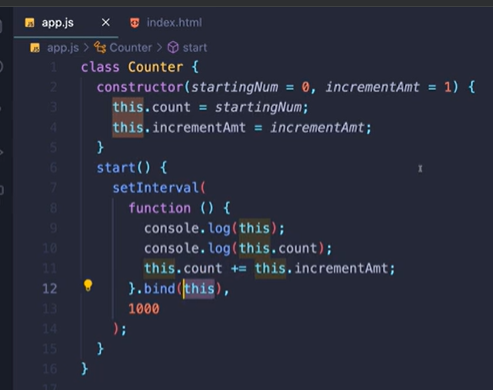 app.js X index.html
app.js > Counter > start
1 class Counter {
2 constructor(startingNum = 0, incrementAmt = 1) {
3 this.count = startingNum;
4 this.incrementAmt = incrementAmt;
5 }
6 start() {
7 setInterval(
8 function () {
9 console.log(this);
10 console.log(this.count);
11 this.count += this.incrementAmt;
12 }.bind(this),
13 1000
14 );
15 }
16 }
17